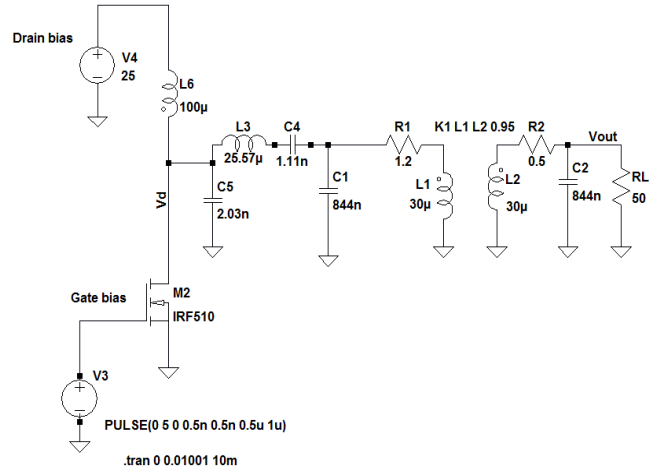 Drain bias
V4
25
L6
100µ
L3
25.57µ
C4
1.11n
R1
1.2
K1 L1 L2 0.95
R2
0.5
Vout
C5
2.03n
C1
844n
L1
30µ
L2
30µ
C2
844n
RL
50
Vd
Gate bias
M2
IRF510
V3
PULSE(0 5 0 0.5n 0.5n 0.5u 1u)
.tran 0 0.01001 10m